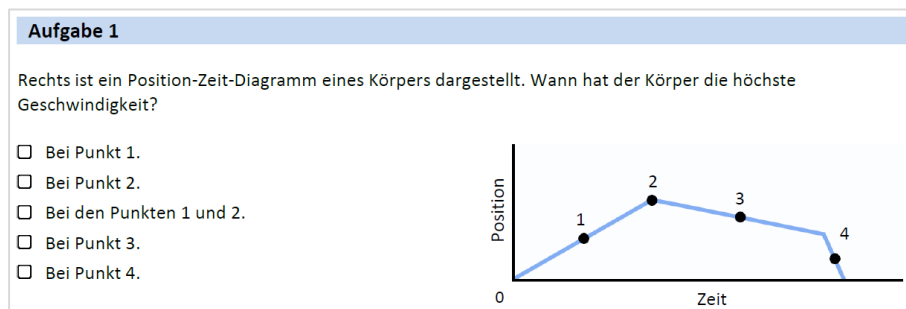 Aufgabe 1
Rechts ist ein Position-Zeit-Diagramm eines Körpers dargestellt. Wann hat der Körper die höchste
Geschwindigkeit?
Bei Punkt 1.
Bei Punkt 2.
Bei den Punkten 1 und 2.
Bei Punkt 3.
Bei Punkt 4.
Position
1
2
3
4
0
Zeit